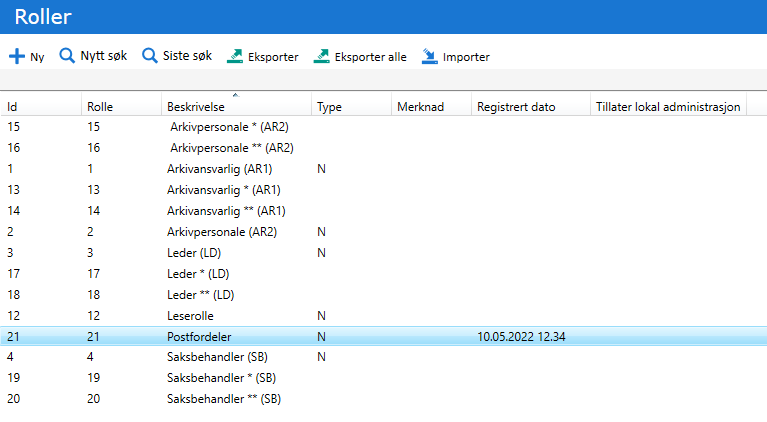 Roller
Ny Nytt søk Siste søk Eksporter Eksporter alle Importer
Id Rolle Beskrivelse Type Merknad Registrert dato Tillater lokal administrasjon
15 15 Arkivpersonale * (AR2)
16 16 Arkivpersonale ** (AR2)
1 1 Arkivansvarlig (AR1) N
13 13 Arkivansvarlig * (AR1)
14 14 Arkivansvarlig ** (AR1)
2 2 Arkivpersonale (AR2) N
3 3 Leder (LD) N
17 17 Leder * (LD)
18 18 Leder ** (LD)
12 12 Leserolle N
21 21 Postfordeler N 10.05.2022 12.34
4 4 Saksbehandler (SB) N
19 19 Saksbehandler * (SB)
20 20 Saksbehandler ** (SB)